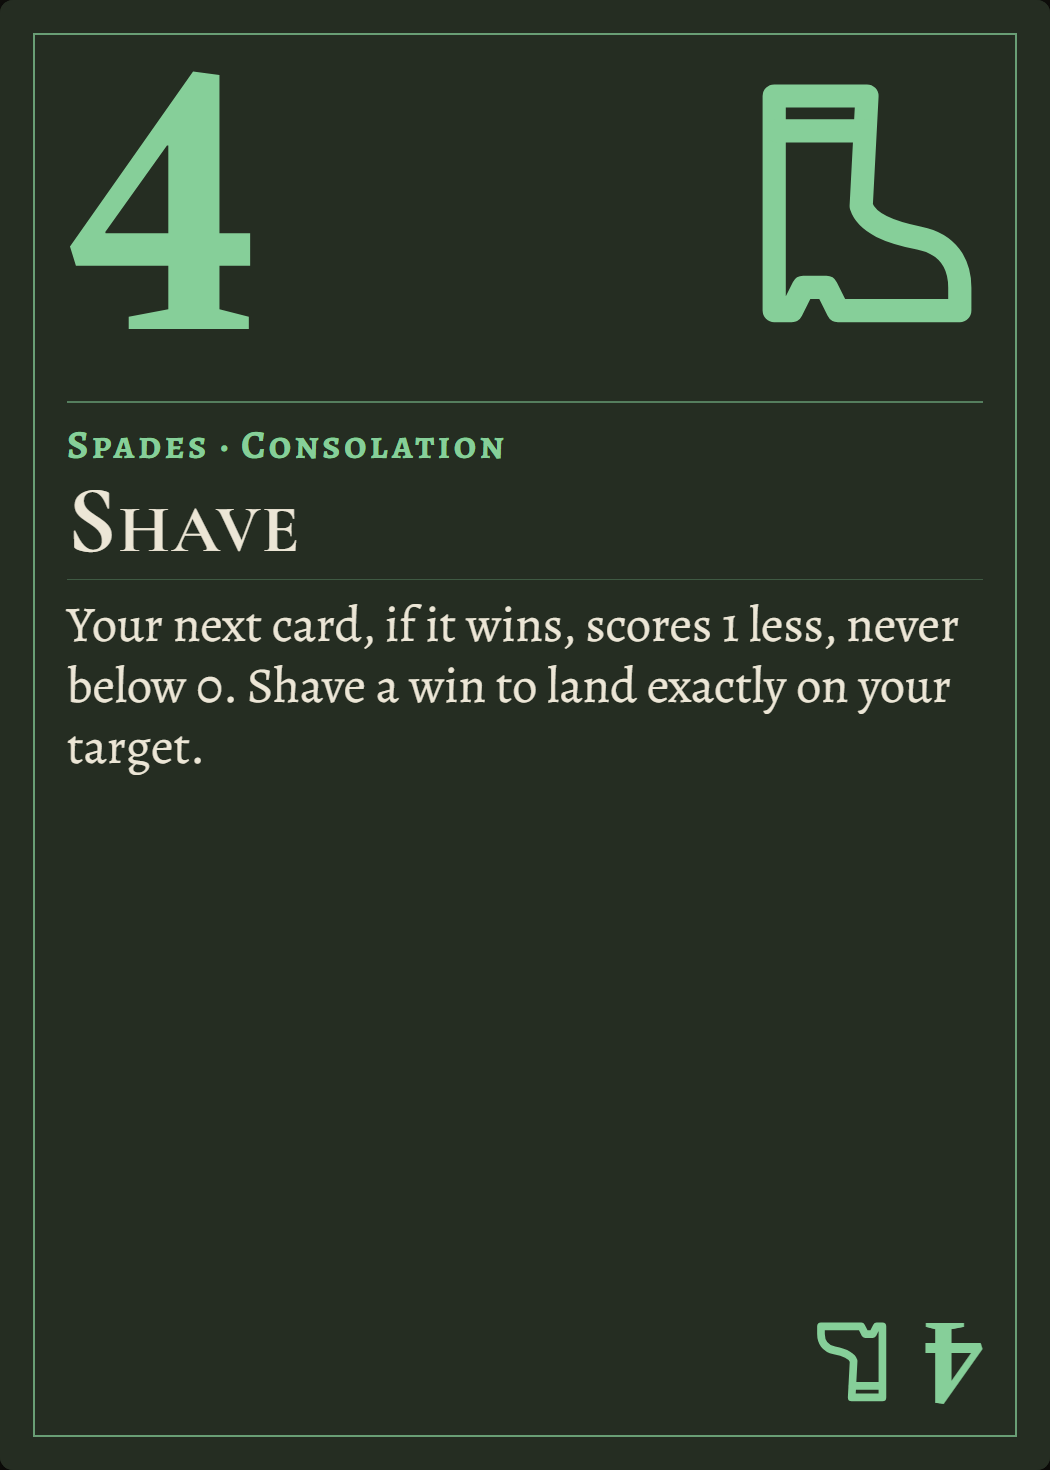 4
Spades · Consolation
Shave
Your next card, if it wins, scores 1 less, never
below 0. Shave a win to land exactly on your
target.
4